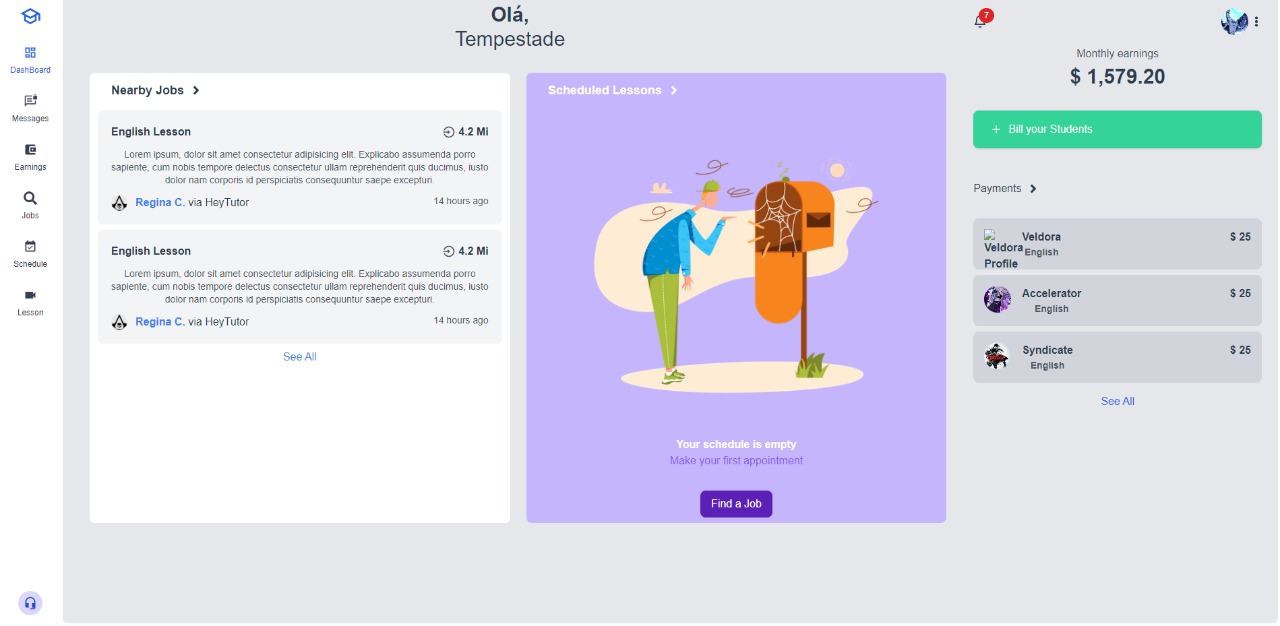 DashBoard
Messages
Earnings
Jobs
Schedule
Lesson
Olá,
Tempestade
Nearby Jobs
English Lesson
4.2 Mi
Lorem ipsum, dolor sit amet consectetur adipisicing elit. Explicabo assumenda porro
sapiente, cum nobis tempore delectus consectetur ullam reprehenderit quis ducimus, iusto
dolor nam corporis id perspiciatis consequuntur saepe excepturi.
Regina C. via HeyTutor
14 hours ago
English Lesson
4.2 Mi
Lorem ipsum, dolor sit amet consectetur adipisicing elit. Explicabo assumenda porro
sapiente, cum nobis tempore delectus consectetur ullam reprehenderit quis ducimus, iusto
dolor nam corporis id perspiciatis consequuntur saepe excepturi.
Regina C. via HeyTutor
14 hours ago
See All
Scheduled Lessons
Your schedule is empty
Make your first appointment
Find a Job
7
Monthly earnings
$ 1,579.20
+ Bill your Students
Payments
Veldora
Profile
Veldora
English
$ 25
Accelerator
English
$ 25
Syndicate
English
$ 25
See All